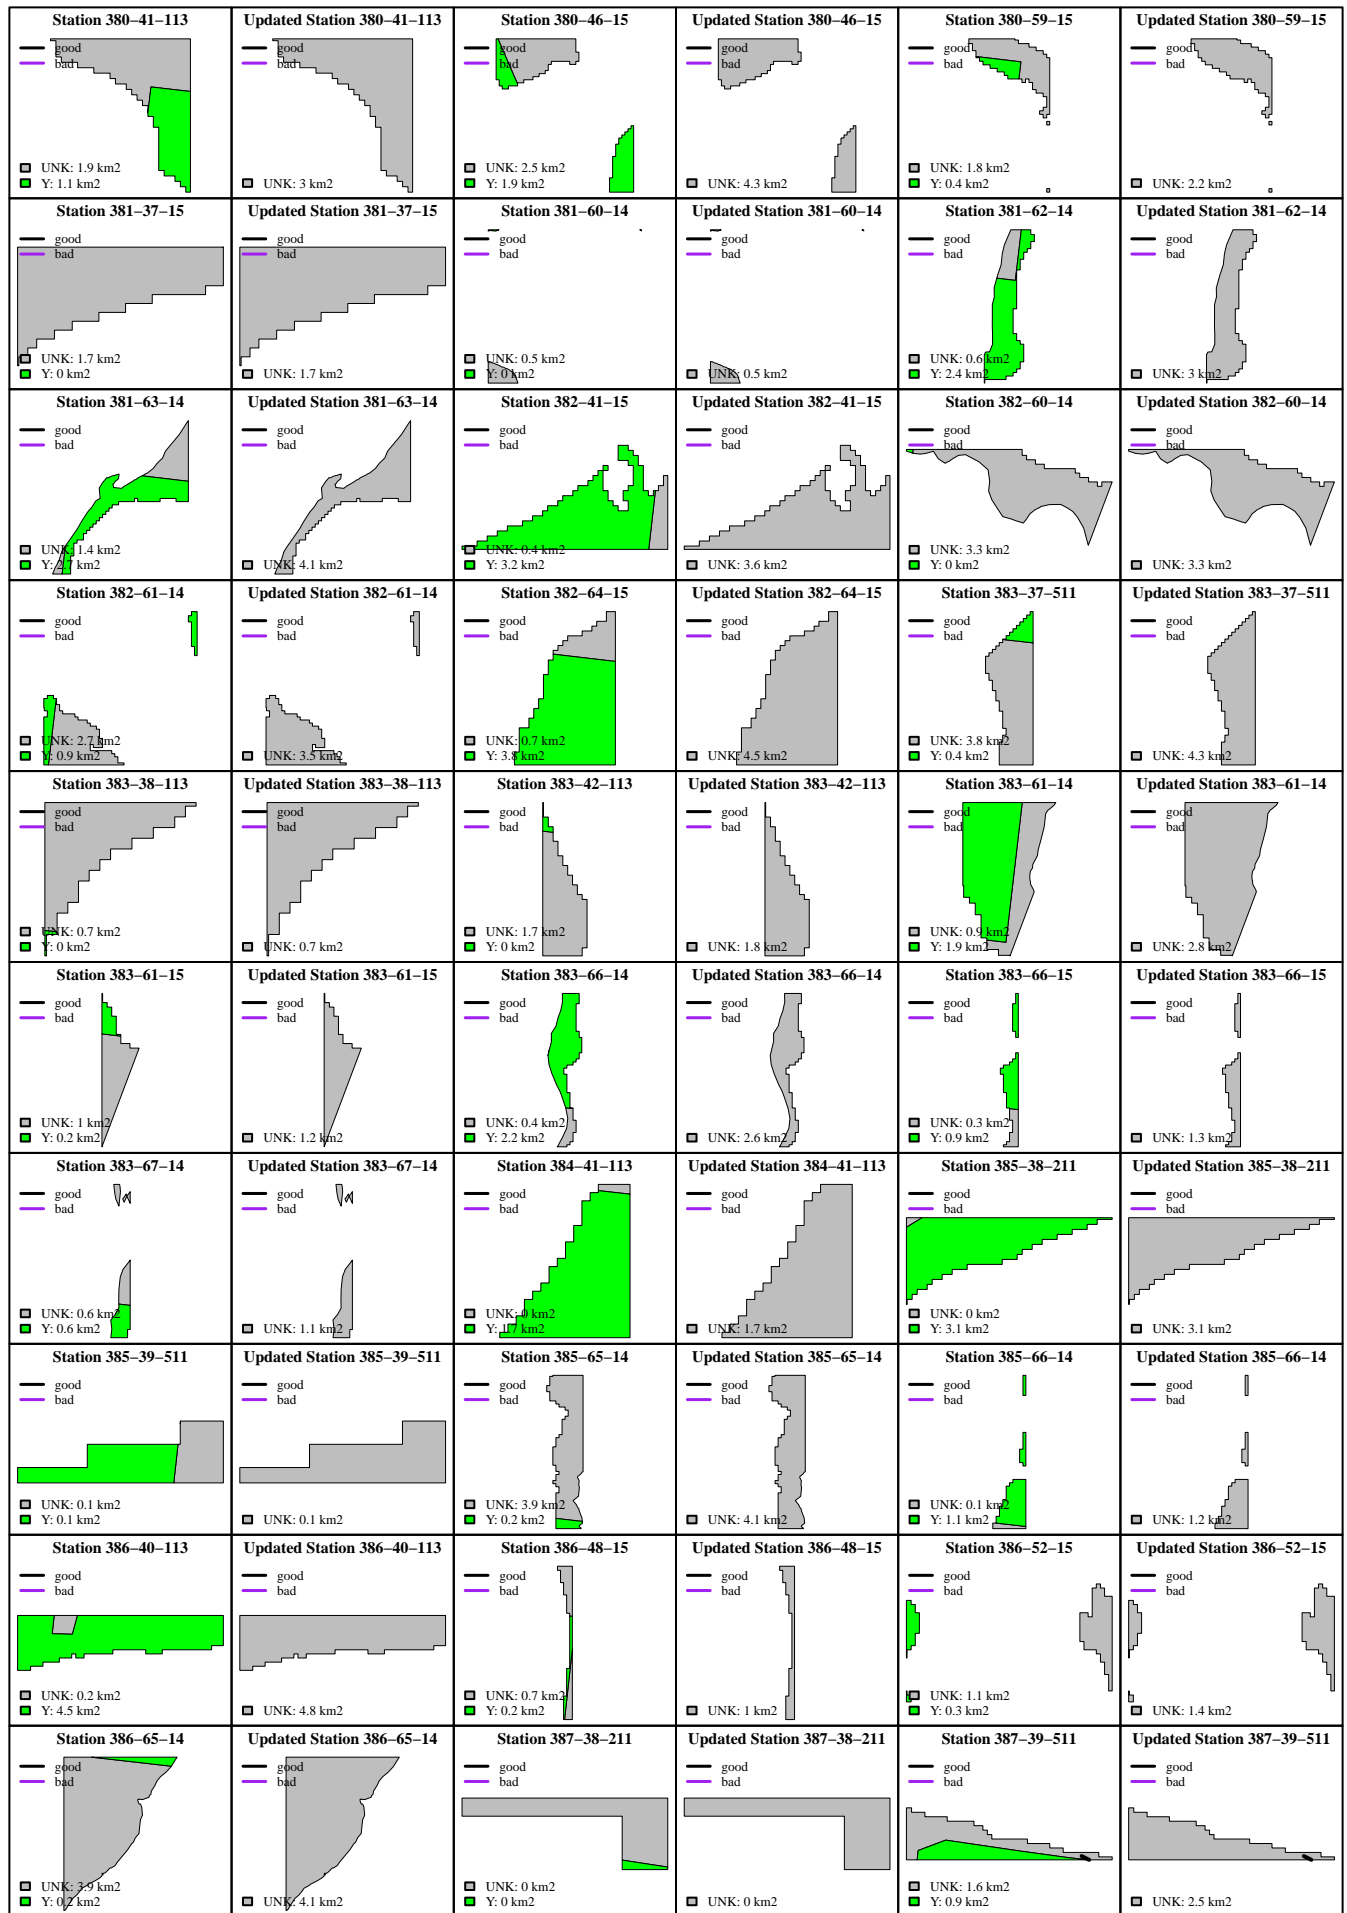 Station 380–41–113
good
bad
UNK: 1.9 km2
Y: 1.1 km2
Updated Station 380–41–113
good
bad
UNK: 3 km2
Station 380–46–15
good
bad
UNK: 2.5 km2
Y: 1.9 km2
Updated Station 380–46–15
good
bad
UNK: 4.3 km2
Station 380–59–15
good
bad
UNK: 1.8 km2
Y: 0.4 km2
Updated Station 380–59–15
good
bad
UNK: 2.2 km2
Station 381–37–15
good
bad
UNK: 1.7 km2
Y: 0 km2
Updated Station 381–37–15
good
bad
UNK: 1.7 km2
Station 381–60–14
good
bad
UNK: 0.5 km2
Y: 0 km2
Updated Station 381–60–14
good
bad
UNK: 0.5 km2
Station 381–62–14
good
bad
UNK: 0.6 km2
Y: 2.4 km2
Updated Station 381–62–14
good
bad
UNK: 3 km2
Station 381–63–14
good
bad
UNK: 1.4 km2
Y: 2.7 km2
Updated Station 381–63–14
good
bad
UNK: 4.1 km2
Station 382–41–15
good
bad
UNK: 0.4 km2
Y: 3.2 km2
Updated Station 382–41–15
good
bad
UNK: 3.6 km2
Station 382–60–14
good
bad
UNK: 3.3 km2
Y: 0 km2
Updated Station 382–60–14
good
bad
UNK: 3.3 km2
Station 382–61–14
good
bad
UNK: 2.7 km2
Y: 0.9 km2
Updated Station 382–61–14
good
bad
UNK: 3.5 km2
Station 382–64–15
good
bad
UNK: 0.7 km2
Y: 3.8 km2
Updated Station 382–64–15
good
bad
UNK: 4.5 km2
Station 383–37–511
good
bad
UNK: 3.8 km2
Y: 0.4 km2
Updated Station 383–37–511
good
bad
UNK: 4.3 km2
Station 383–38–113
good
bad
UNK: 0.7 km2
Y: 0 km2
Updated Station 383–38–113
good
bad
UNK: 0.7 km2
Station 383–42–113
good
bad
UNK: 1.7 km2
Y: 0 km2
Updated Station 383–42–113
good
bad
UNK: 1.8 km2
Station 383–61–14
good
bad
UNK: 0.9 km2
Y: 1.9 km2
Updated Station 383–61–14
good
bad
UNK: 2.8 km2
Station 383–61–15
good
bad
UNK: 1 km2
Y: 0.2 km2
Updated Station 383–61–15
good
bad
UNK: 1.2 km2
Station 383–66–14
good
bad
UNK: 0.4 km2
Y: 2.2 km2
Updated Station 383–66–14
good
bad
UNK: 2.6 km2
Station 383–66–15
good
bad
UNK: 0.3 km2
Y: 0.9 km2
Updated Station 383–66–15
good
bad
UNK: 1.3 km2
Station 383–67–14
good
bad
UNK: 0.6 km2
Y: 0.6 km2
Updated Station 383–67–14
good
bad
UNK: 1.1 km2
Station 384–41–113
good
bad
UNK: 0 km2
Y: 1.7 km2
Updated Station 384–41–113
good
bad
UNK: 1.7 km2
Station 385–38–211
good
bad
UNK: 0 km2
Y: 3.1 km2
Updated Station 385–38–211
good
bad
UNK: 3.1 km2
Station 385–39–511
good
bad
UNK: 0.1 km2
Y: 0.1 km2
Updated Station 385–39–511
good
bad
UNK: 0.1 km2
Station 385–65–14
good
bad
UNK: 3.9 km2
Y: 0.2 km2
Updated Station 385–65–14
good
bad
UNK: 4.1 km2
Station 385–66–14
good
bad
UNK: 0.1 km2
Y: 1.1 km2
Updated Station 385–66–14
good
bad
UNK: 1.2 km2
Station 386–40–113
good
bad
UNK: 0.2 km2
Y: 4.5 km2
Updated Station 386–40–113
good
bad
UNK: 4.8 km2
Station 386–48–15
good
bad
UNK: 0.7 km2
Y: 0.2 km2
Updated Station 386–48–15
good
bad
UNK: 1 km2
Station 386–52–15
good
bad
UNK: 1.1 km2
Y: 0.3 km2
Updated Station 386–52–15
good
bad
UNK: 1.4 km2
Station 386–65–14
good
bad
UNK: 3.9 km2
Y: 0.2 km2
Updated Station 386–65–14
good
bad
UNK: 4.1 km2
Station 387–38–211
good
bad
UNK: 0 km2
Y: 0 km2
Updated Station 387–38–211
good
bad
UNK: 0 km2
Station 387–39–511
good
bad
UNK: 1.6 km2
Y: 0.9 km2
Updated Station 387–39–511
good
bad
UNK: 2.5 km2